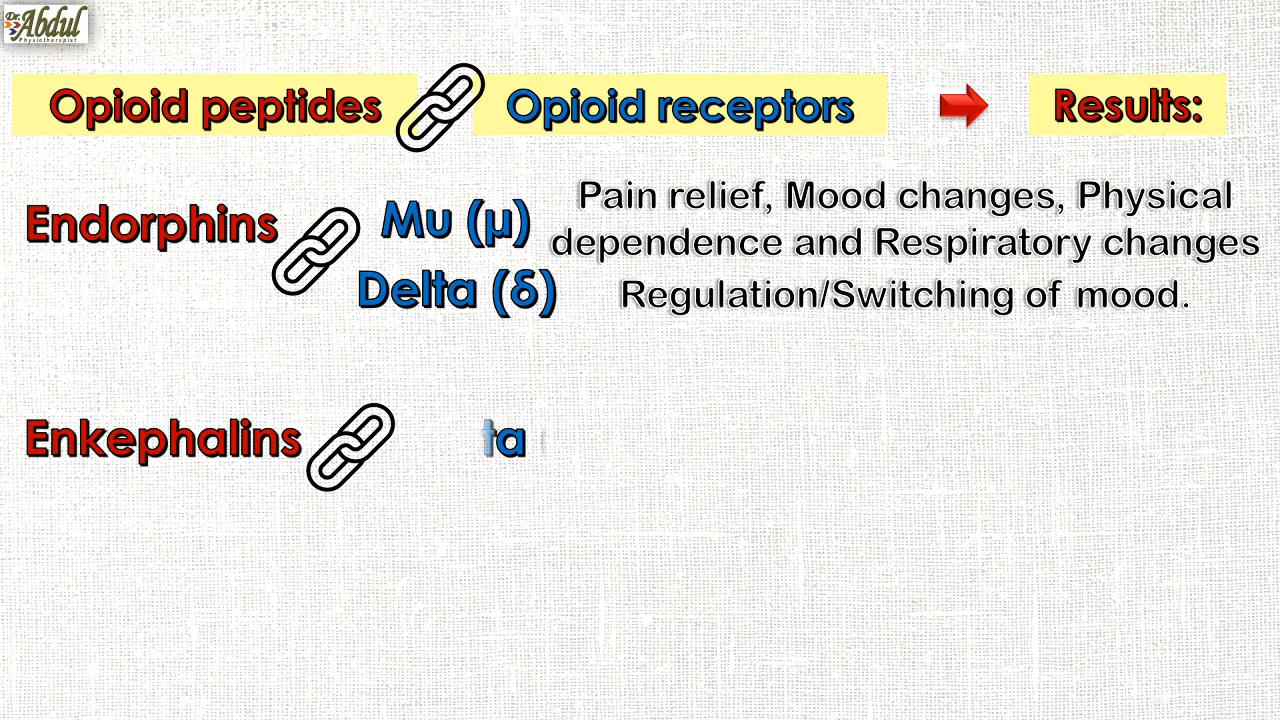 Dr. Abdul
Physiotherapist
Opioid peptides Opioid receptors Results:
Endorphins Mu (μ) Pain relief, Mood changes, Physical
dependence and Respiratory changes
Delta (δ) Regulation/Switching of mood.
Enkephalins ta